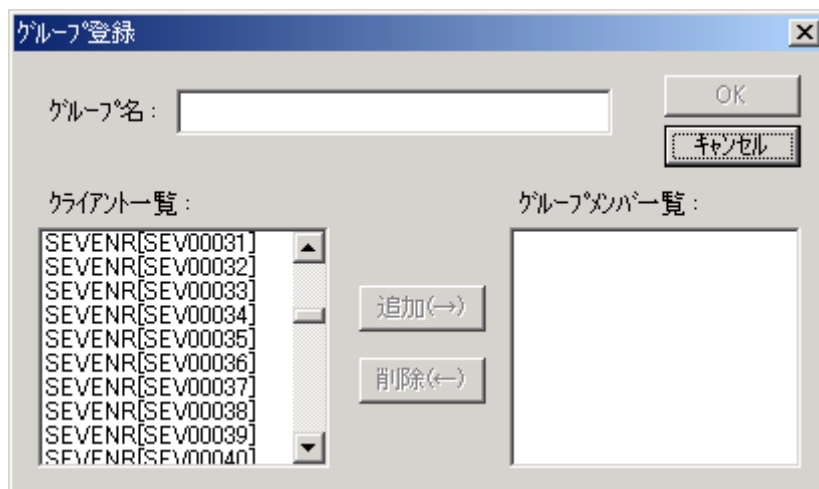 グループ登録
グループ名：
OK
キャンセル
クライアント一覧：
グループメンバ一覧：
SEVENR[SEV00031]
SEVENR[SEV00032]
SEVENR[SEV00033]
SEVENR[SEV00034]
SEVENR[SEV00035]
SEVENR[SEV00036]
SEVENR[SEV00037]
SEVENR[SEV00038]
SEVENR[SEV00039]
SEVENR[SEV00040]
追加(→)
削除(←)